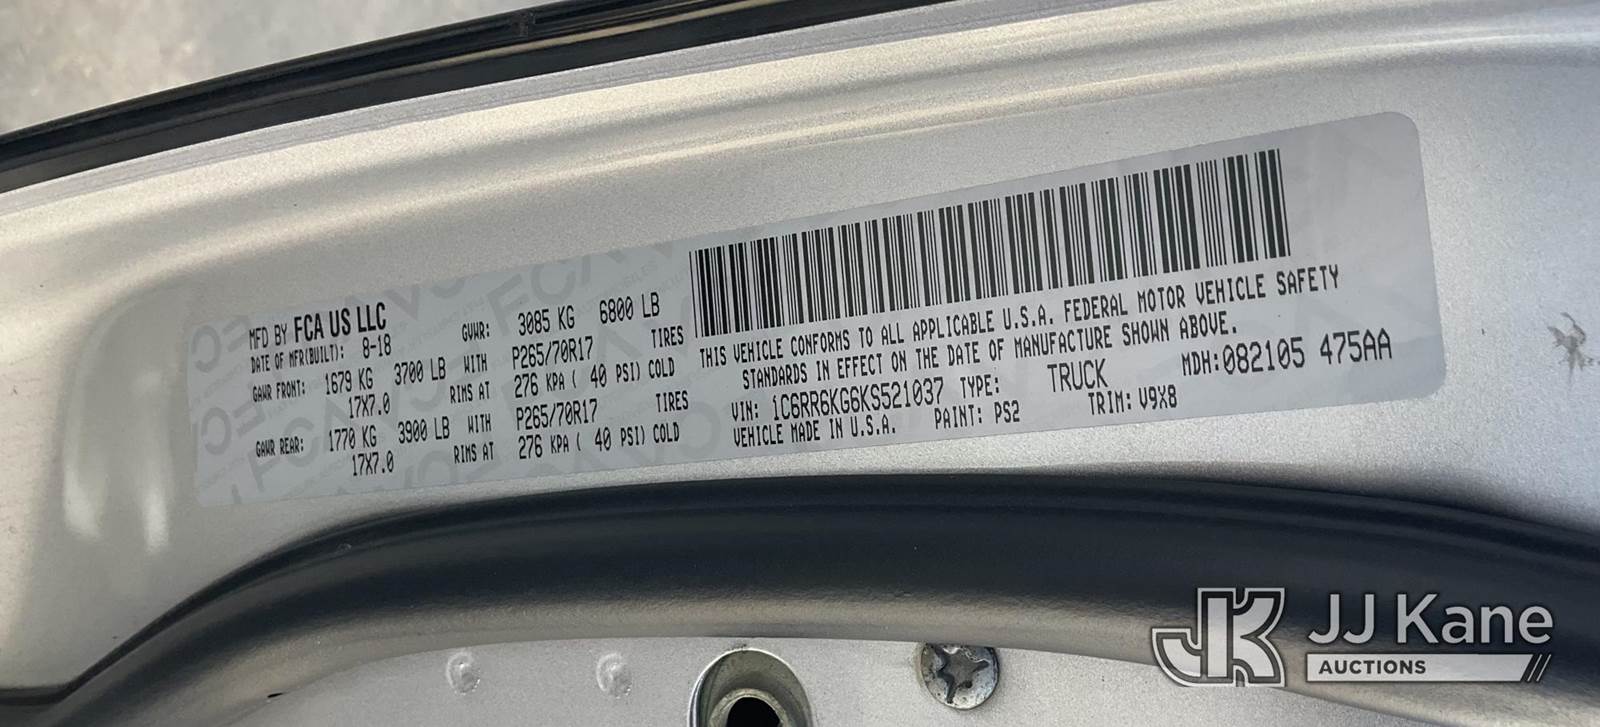 MFD BY FCA US LLC
DATE OF MFR(BUILT): 8-18 GVWR: 3085 KG 6800 LB
GAWR FRONT: 1679 KG 3700 LB WITH P265/70R17 TIRES
17X7.0 RIMS AT 276 KPA ( 40 PSI) COLD
GAWR REAR: 1770 KG 3900 LB WITH P265/70R17 TIRES
17X7.0 RIMS AT 276 KPA ( 40 PSI) COLD
THIS VEHICLE CONFORMS TO ALL APPLICABLE U.S.A. FEDERAL MOTOR VEHICLE SAFETY
STANDARDS IN EFFECT ON THE DATE OF MANUFACTURE SHOWN ABOVE.
VIN: 1C6RR6KG6KS521037 TYPE: TRUCK MDH:082105 475AA
VEHICLE MADE IN U.S.A. PAINT: PS2 TRIM: V9X8
JK JJ Kane
AUCTIONS